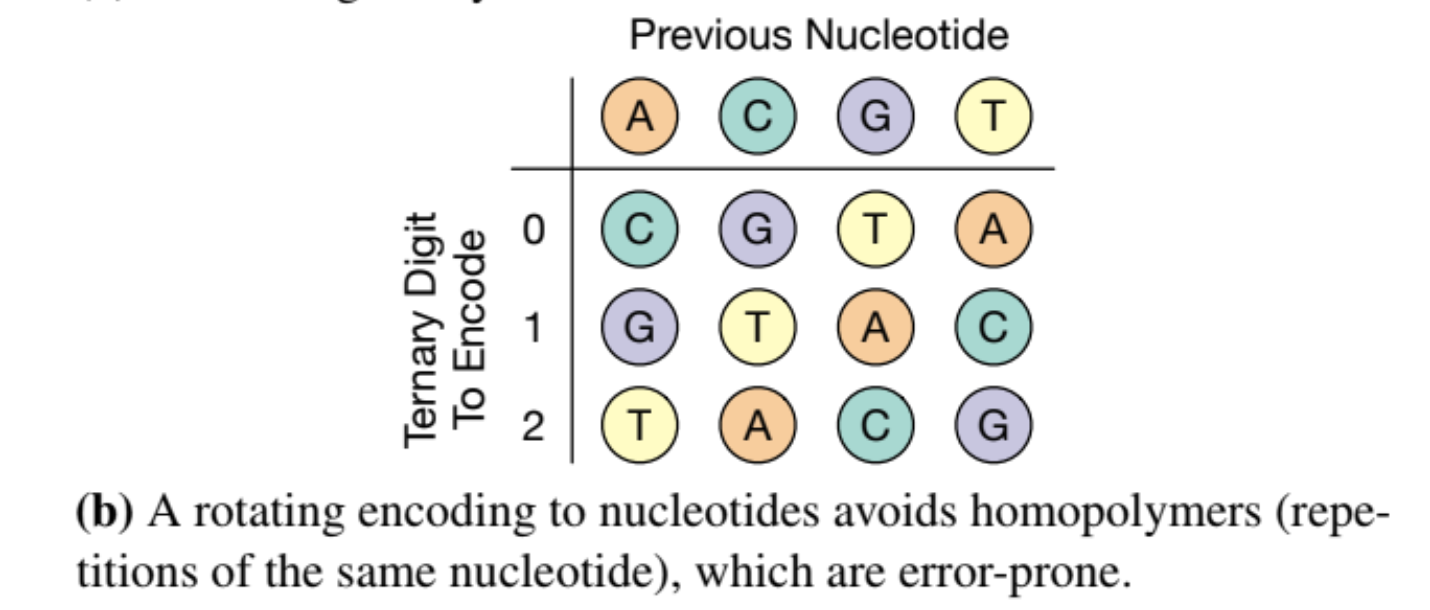 Previous Nucleotide
A C G T
Ternary Digit
To Encode
0 C G T A
1 G T A C
2 T A C G
(b) A rotating encoding to nucleotides avoids homopolymers (repe-
titions of the same nucleotide), which are error-prone.